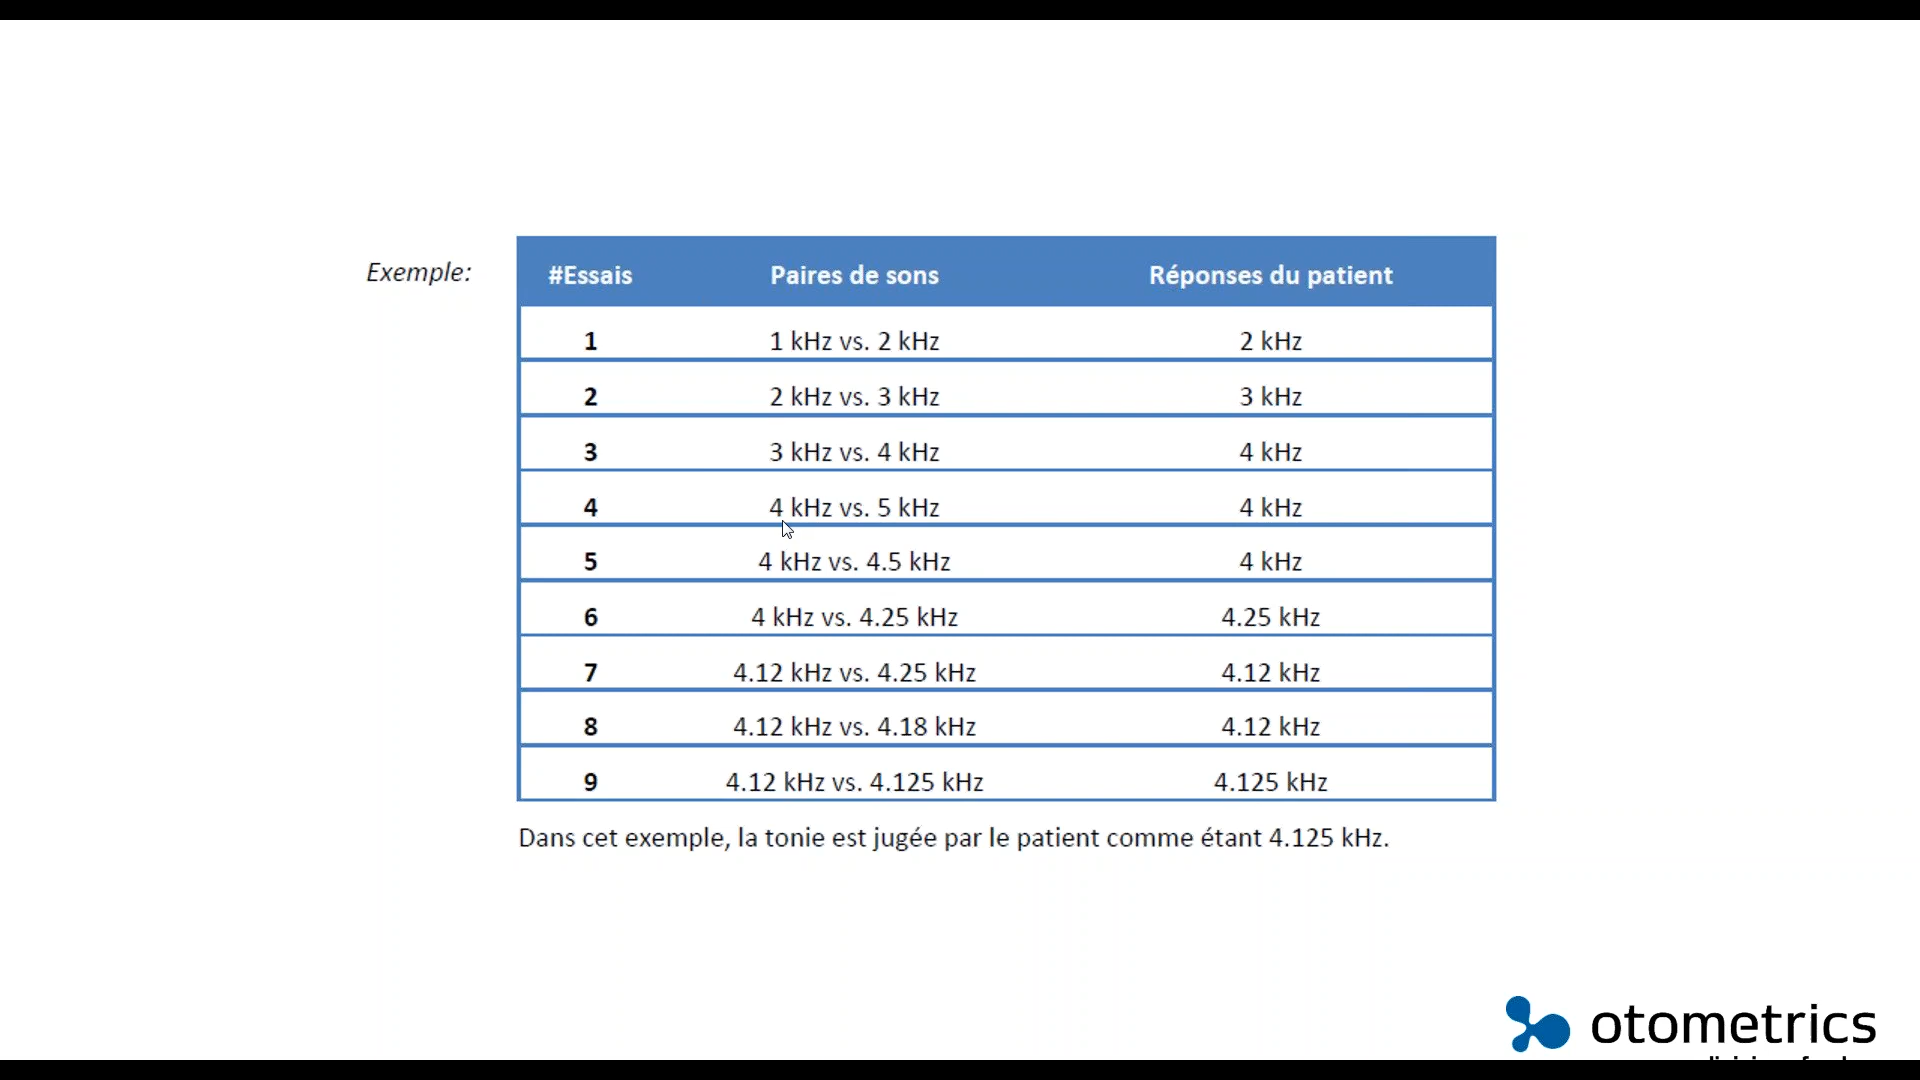 Exemple:
#Essais Paires de sons Réponses du patient
1 1 kHz vs. 2 kHz 2 kHz
2 2 kHz vs. 3 kHz 3 kHz
3 3 kHz vs. 4 kHz 4 kHz
4 4 kHz vs. 5 kHz 4 kHz
5 4 kHz vs. 4.5 kHz 4 kHz
6 4 kHz vs. 4.25 kHz 4.25 kHz
7 4.12 kHz vs. 4.25 kHz 4.12 kHz
8 4.12 kHz vs. 4.18 kHz 4.12 kHz
9 4.12 kHz vs. 4.125 kHz 4.125 kHz
Dans cet exemple, la tonie est jugée par le patient comme étant 4.125 kHz.
otometrics